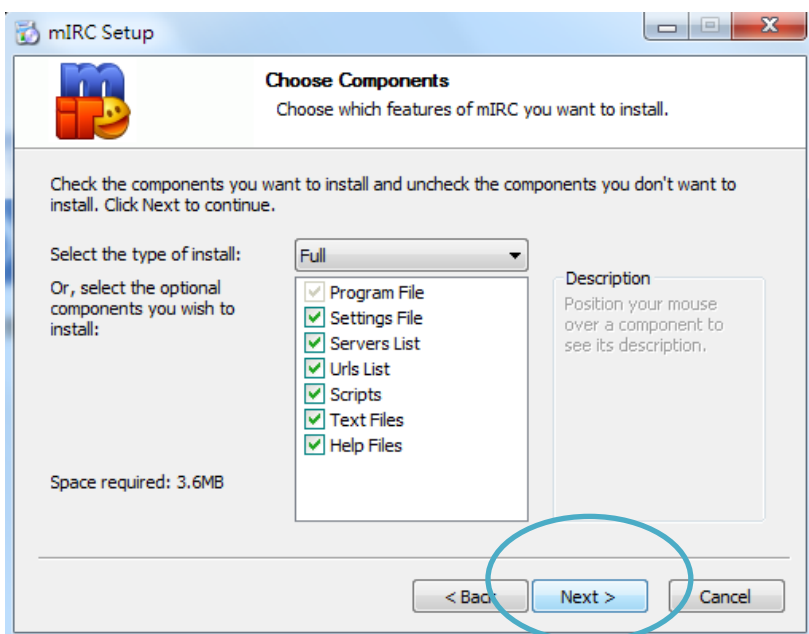 mIRC Setup
Choose Components
Choose which features of mIRC you want to install.
Check the components you want to install and uncheck the components you don't want to
install. Click Next to continue.
Select the type of install:
Full
Or, select the optional
components you wish to
install:
Program File
Settings File
Servers List
Urls List
Scripts
Text Files
Help Files
Description
Position your mouse
over a component to
see its description.
Space required: 3.6MB
< Back
Next >
Cancel